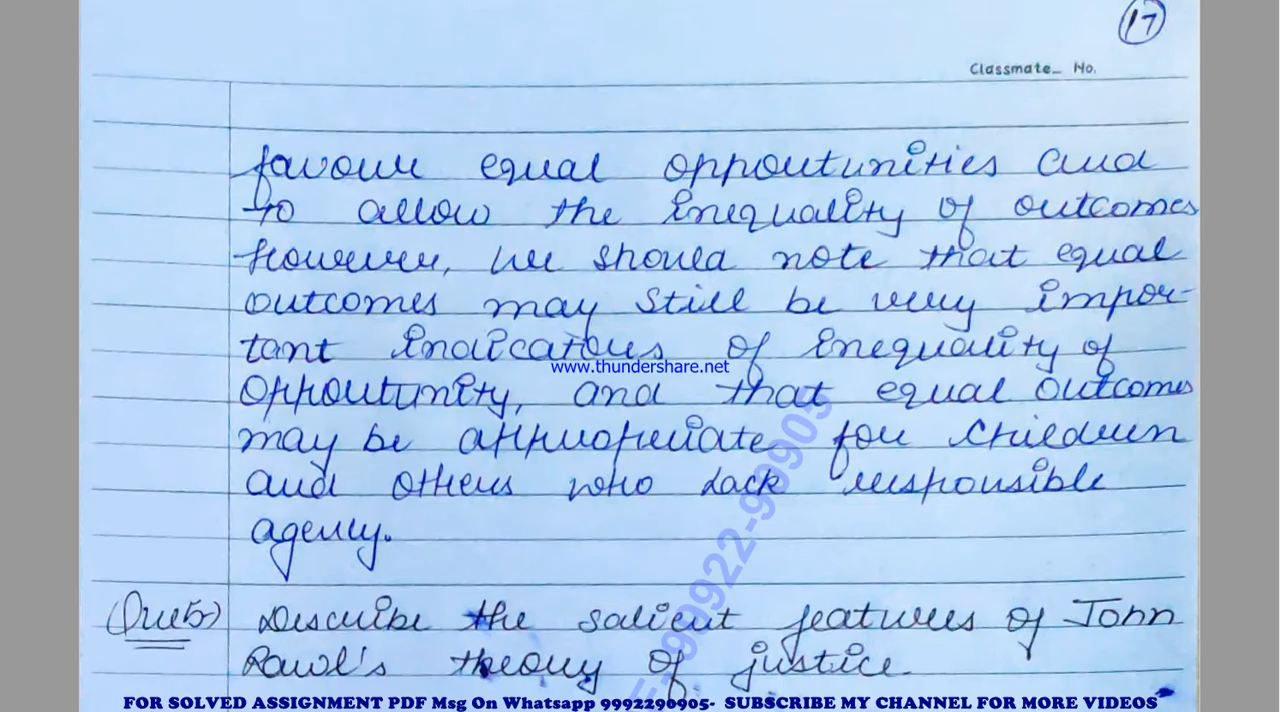 17
Classmate_ No.
favour equal opportunities and
to allow the inequality of outcomes
However, we should note that equal
outcomes may still be very impor-
tant indicators of inequality of
www.thundershare.net
opportunity, and that equal outcomes
may be appropriate for children
and others who lack responsible
agency.
99922-99905
(Que5) Describe the salient features of John
Rawl's theory of justice.
FOR SOLVED ASSIGNMENT PDF Msg On Whatsapp 9992290905- SUBSCRIBE MY CHANNEL FOR MORE VIDEOS